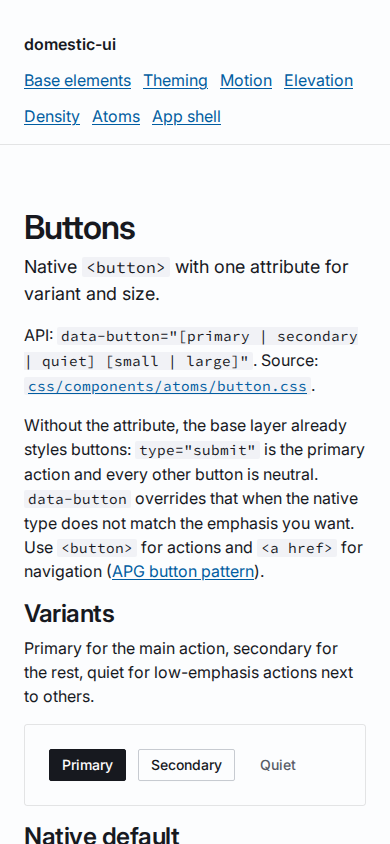 domestic-ui
Base elements Theming Motion Elevation
Density Atoms App shell
Buttons
Native <button> with one attribute for
variant and size.
API: data-button="[primary | secondary
| quiet] [small | large]". Source:
css/components/atoms/button.css.
Without the attribute, the base layer already
styles buttons: type="submit" is the primary
action and every other button is neutral.
data-button overrides that when the native
type does not match the emphasis you want.
Use <button> for actions and <a href> for
navigation (APG button pattern).
Variants
Primary for the main action, secondary for
the rest, quiet for low-emphasis actions next
to others.
Primary Secondary Quiet
Native default